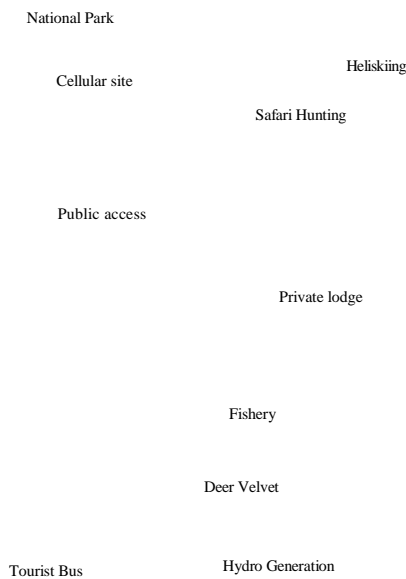 National Park
Heliskiing
Cellular site
Safari Hunting
Public access
Private lodge
Fishery
Deer Velvet
Hydro Generation
Tourist Bus